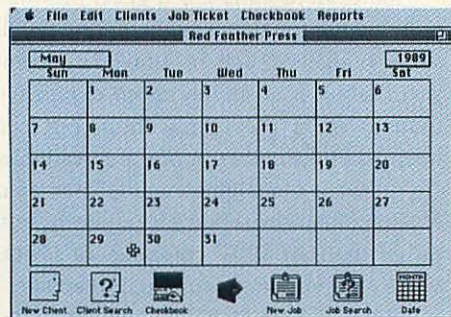 File Edit Clients Job Ticket Checkbook Reports
Red Feather Press
May 1989
Sun Mon Tue Wed Thu Fri Sat
1 2 3 4 5 6
7 8 9 10 11 12 13
14 15 16 17 18 19 20
21 22 23 24 25 26 27
28 29 30 31
MONTH
New Client Client Search Checkbook New Job Job Search Date